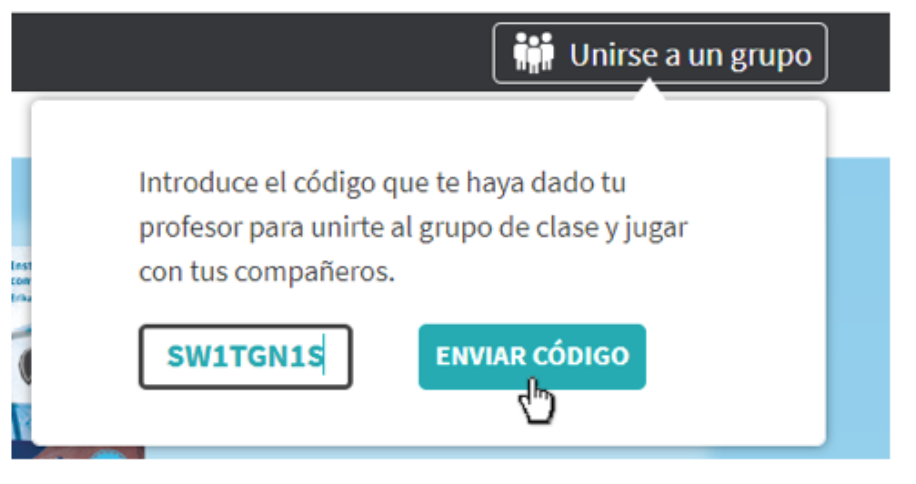 Unirse a un grupo
Introduce el código que te haya dado tu
profesor para unirte al grupo de clase y jugar
con tus compañeros.
SW1TGN1S
ENVIAR CÓDIGO